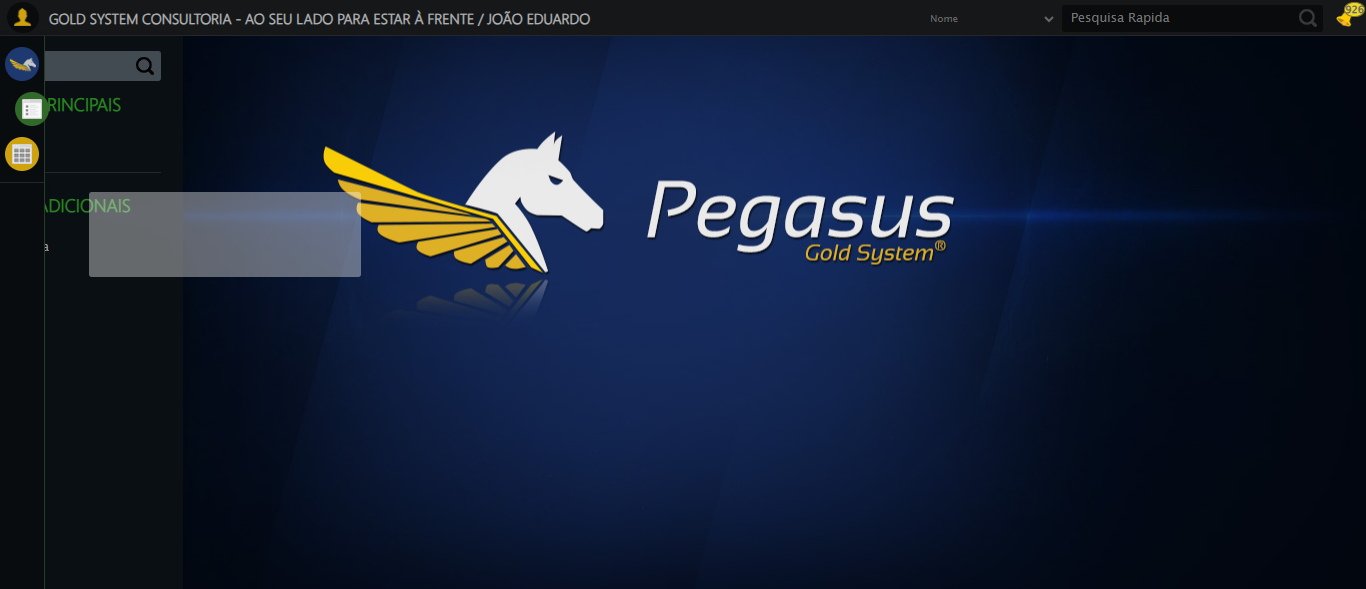 GOLD SYSTEM CONSULTORIA - AO SEU LADO PARA ESTAR À FRENTE / JOÃO EDUARDO
Nome
Pesquisa Rapida
926
RINCIPAIS
ADICIONAIS
a
Pegasus
Gold System®